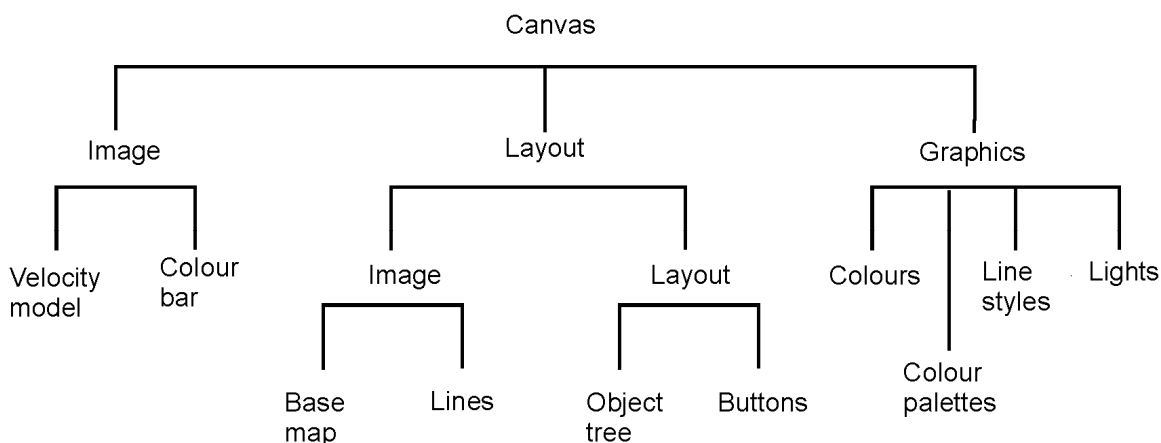 Canvas
Image
Layout
Graphics
Velocity
model
Colour
bar
Image
Layout
Colours
Line
styles
Lights
Base
map
Lines
Object
tree
Buttons
Colour
palettes